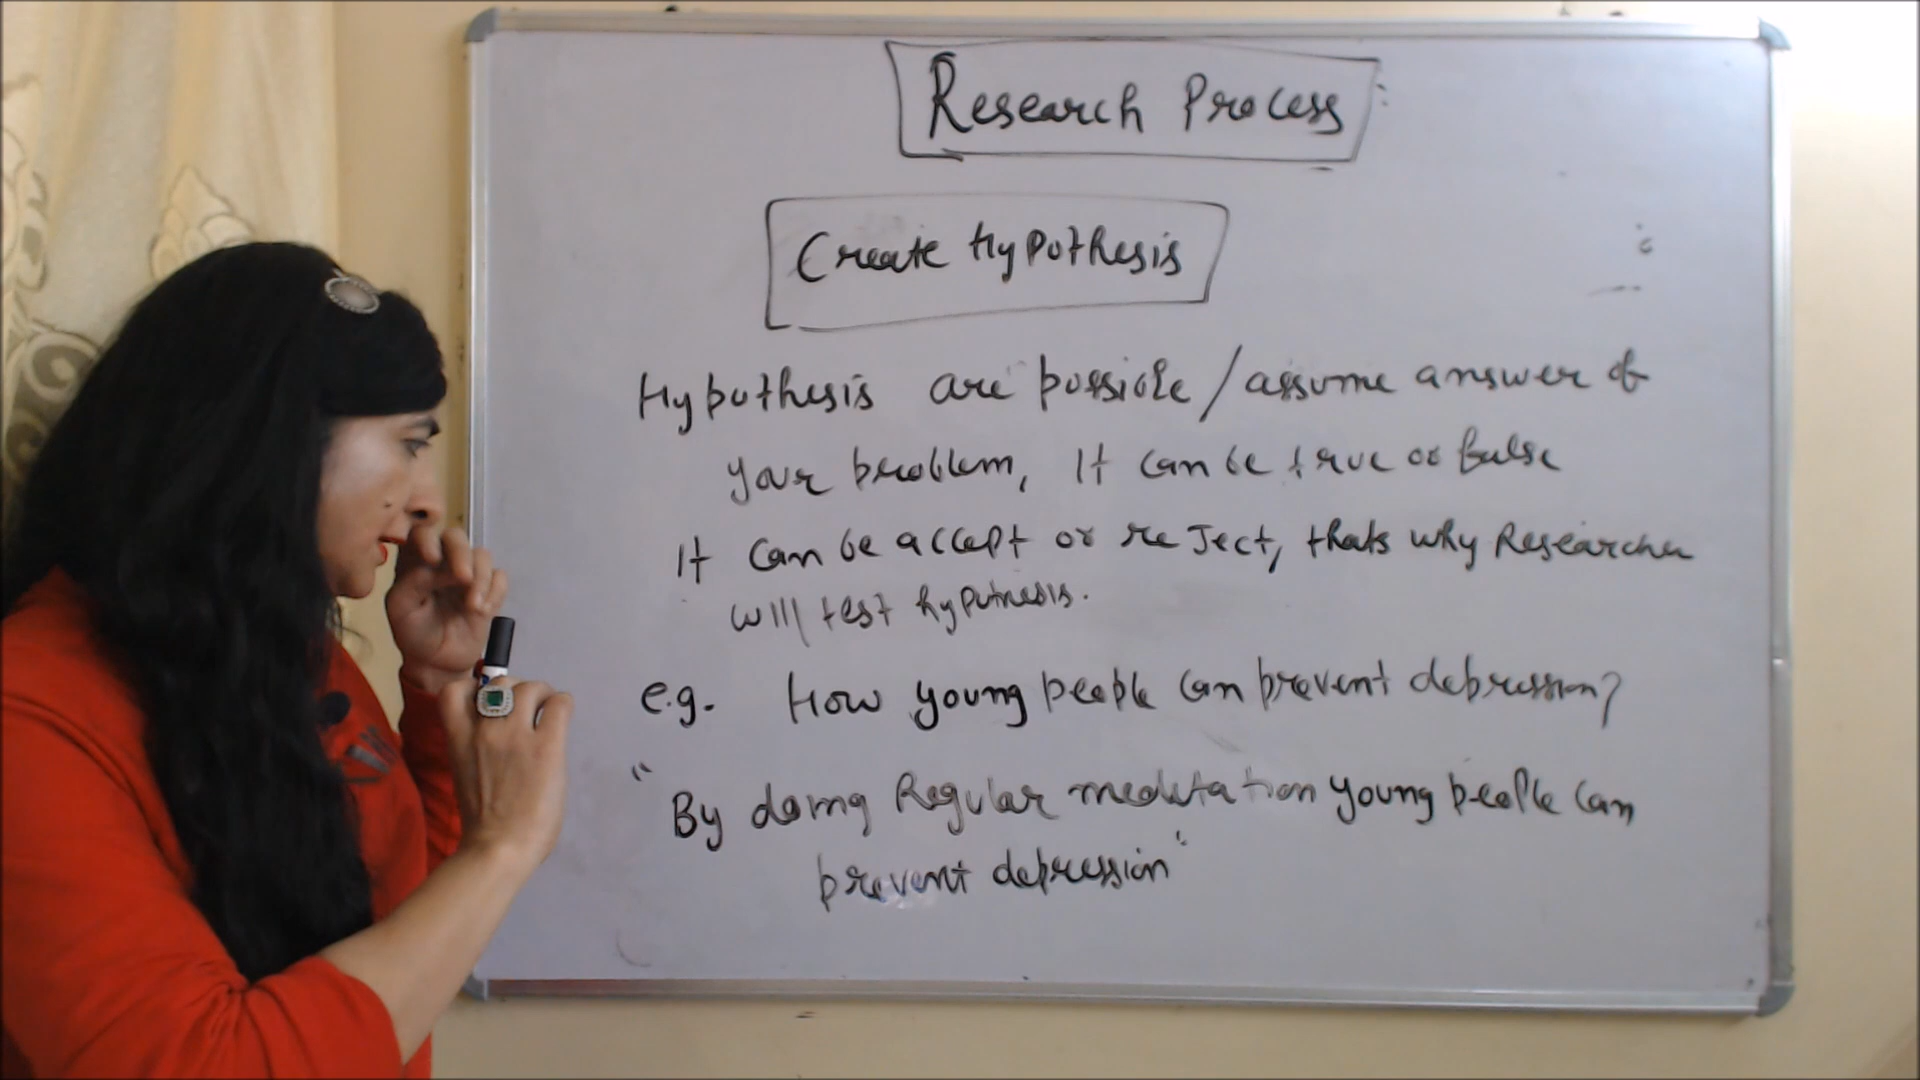 Research Process
Create Hypothesis
Hypothesis are possible / assume answer of
your problem, It can be true or false
It can be accept or reject, thats why Researcher
will test hypothesis.
e.g. How young people can prevent depression?
"By doing Regular meditation young people can
prevent depression"